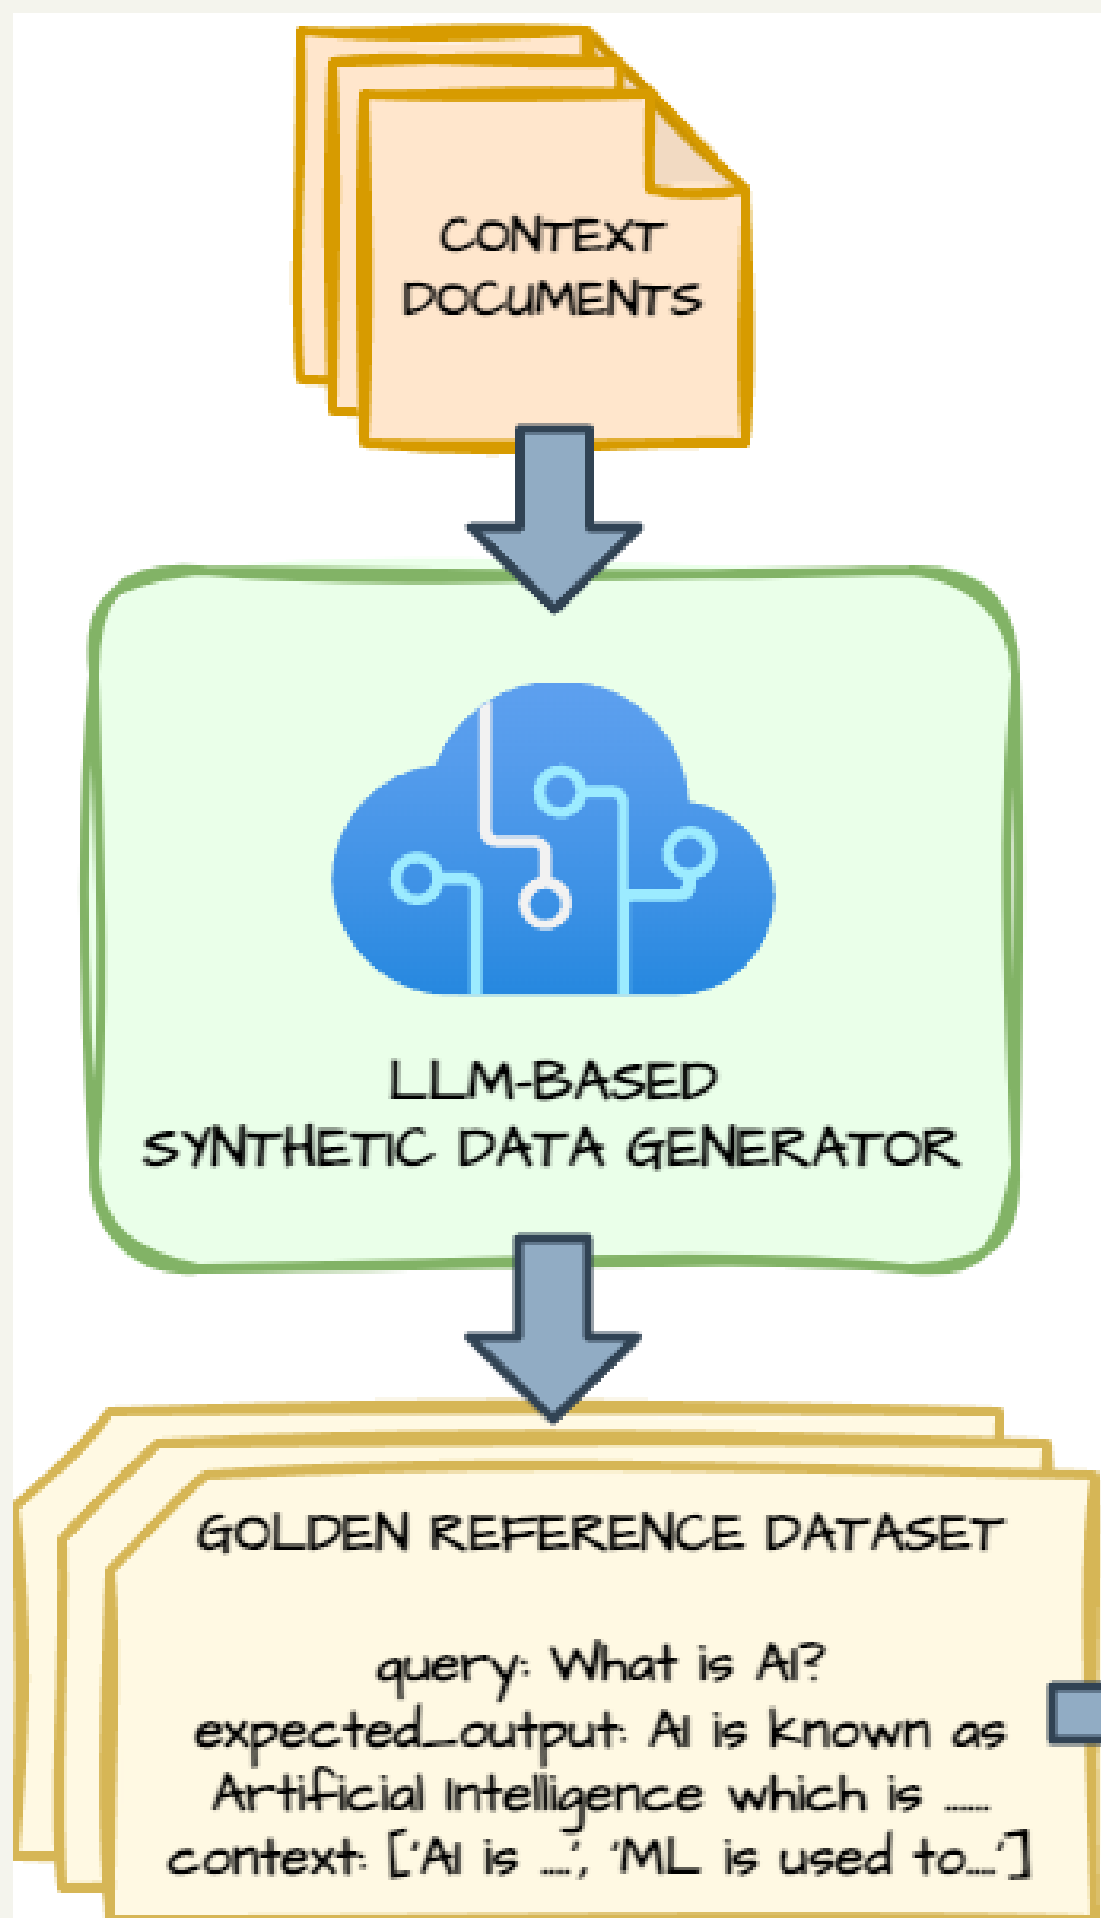 CONTEXT
DOCUMENTS
LLM-BASED
SYNTHETIC DATA GENERATOR
GOLDEN REFERENCE DATASET
query: What is AI?
expected_output: AI is known as
Artificial Intelligence which is ......
context: ['AI is ....', 'ML is used to....']